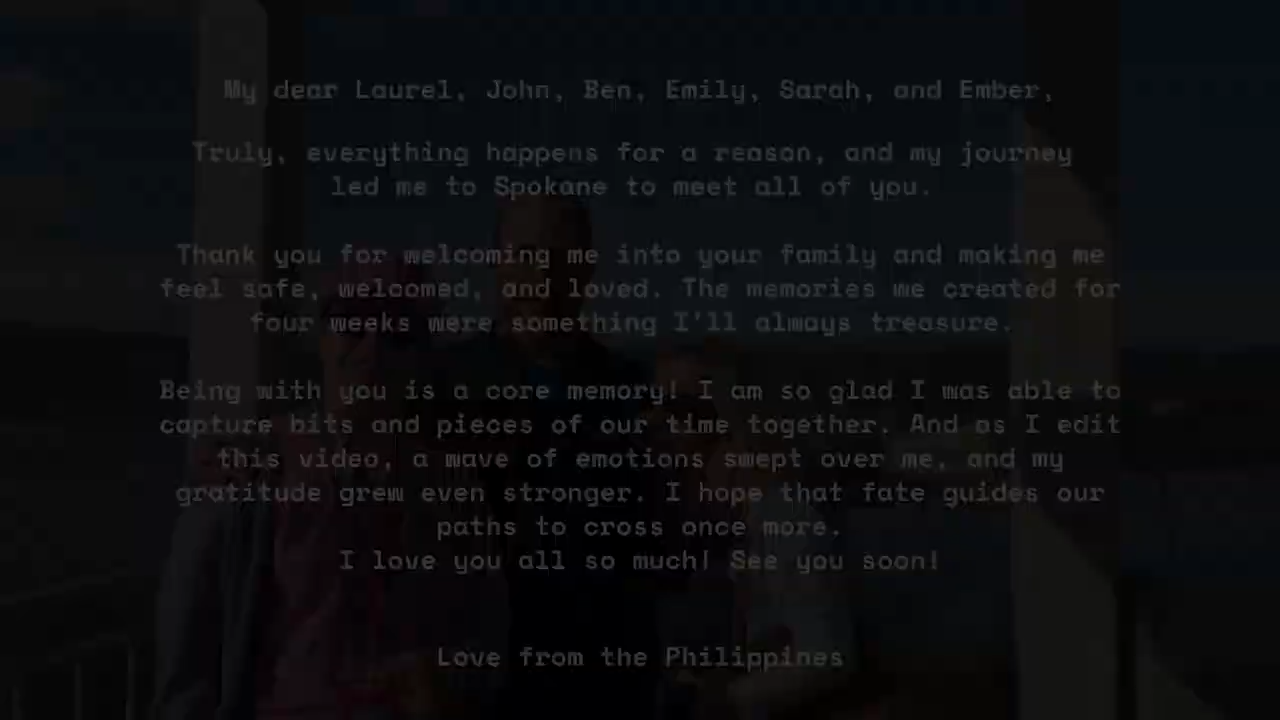 My dear Laurel, John, Ben, Emily, Sarah, and Ember,
Truly, everything happens for a reason, and my journey
led me to Spokane to meet all of you.
Thank you for welcoming me into your family and making me
feel safe, welcomed, and loved. The memories we created for
four weeks were something I'll always treasure.
Being with you is a core memory! I am so glad I was able to
capture bits and pieces of our time together. And as I edit
this video, a wave of emotions swept over me, and my
gratitude grew even stronger. I hope that fate guides our
paths to cross once more.
I love you all so much! See you soon!
Love from the Philippines